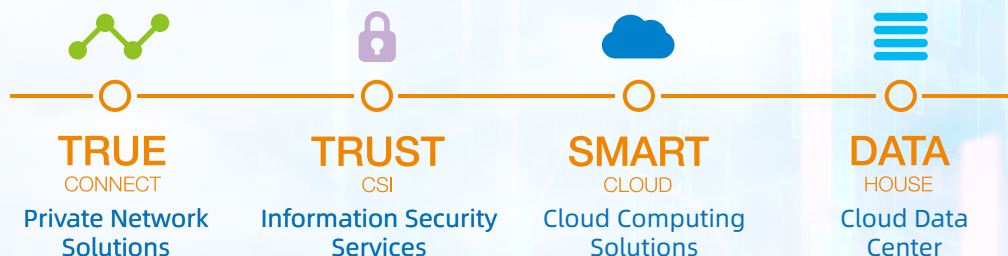 TRUE
CONNECT
Private Network
Solutions
TRUST
CSI
Information Security
Services
SMART
CLOUD
Cloud Computing
Solutions
DATA
HOUSE
Cloud Data
Center